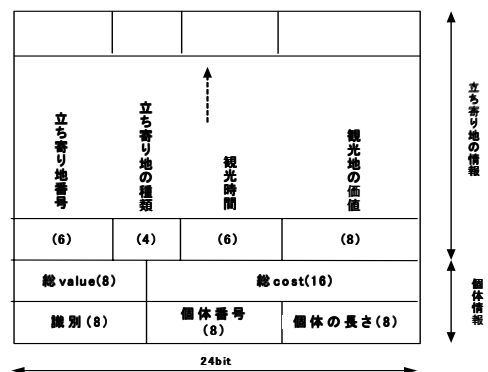 立ち寄り地番号
立ち寄り地の種類
観光時間
観光地の価値
立ち寄り地の情報
(6)
(4)
(6)
(8)
総value(8)
総cost(16)
個体情報
識別(8)
個体番号
(8)
個体の長さ(8)
24bit